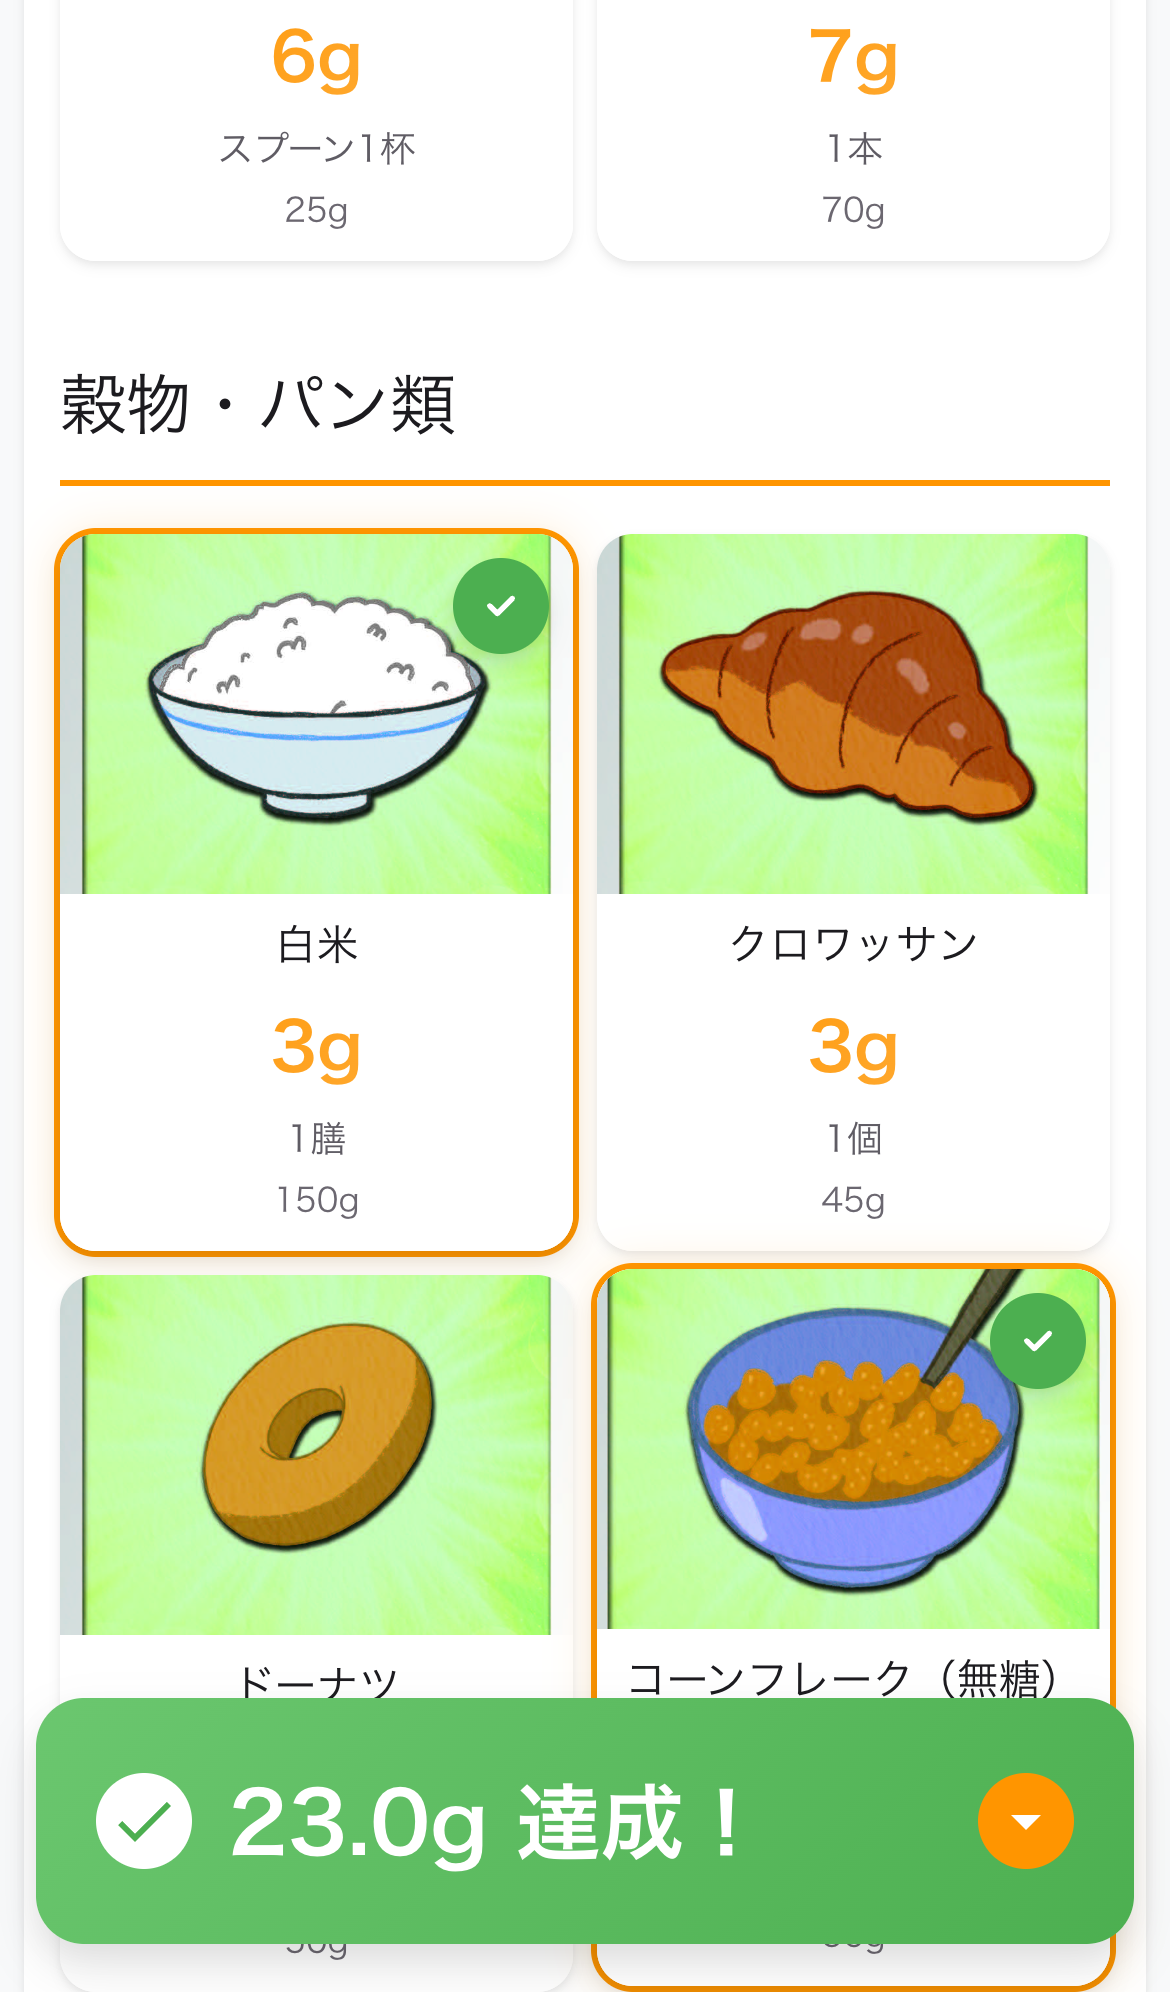 6g
スプーン1杯
25g
7g
1本
70g
穀物・パン類
白米
3g
1膳
150g
クロワッサン
3g
1個
45g
ドーナツ
コーンフレーク（無糖）
23.0g 達成！